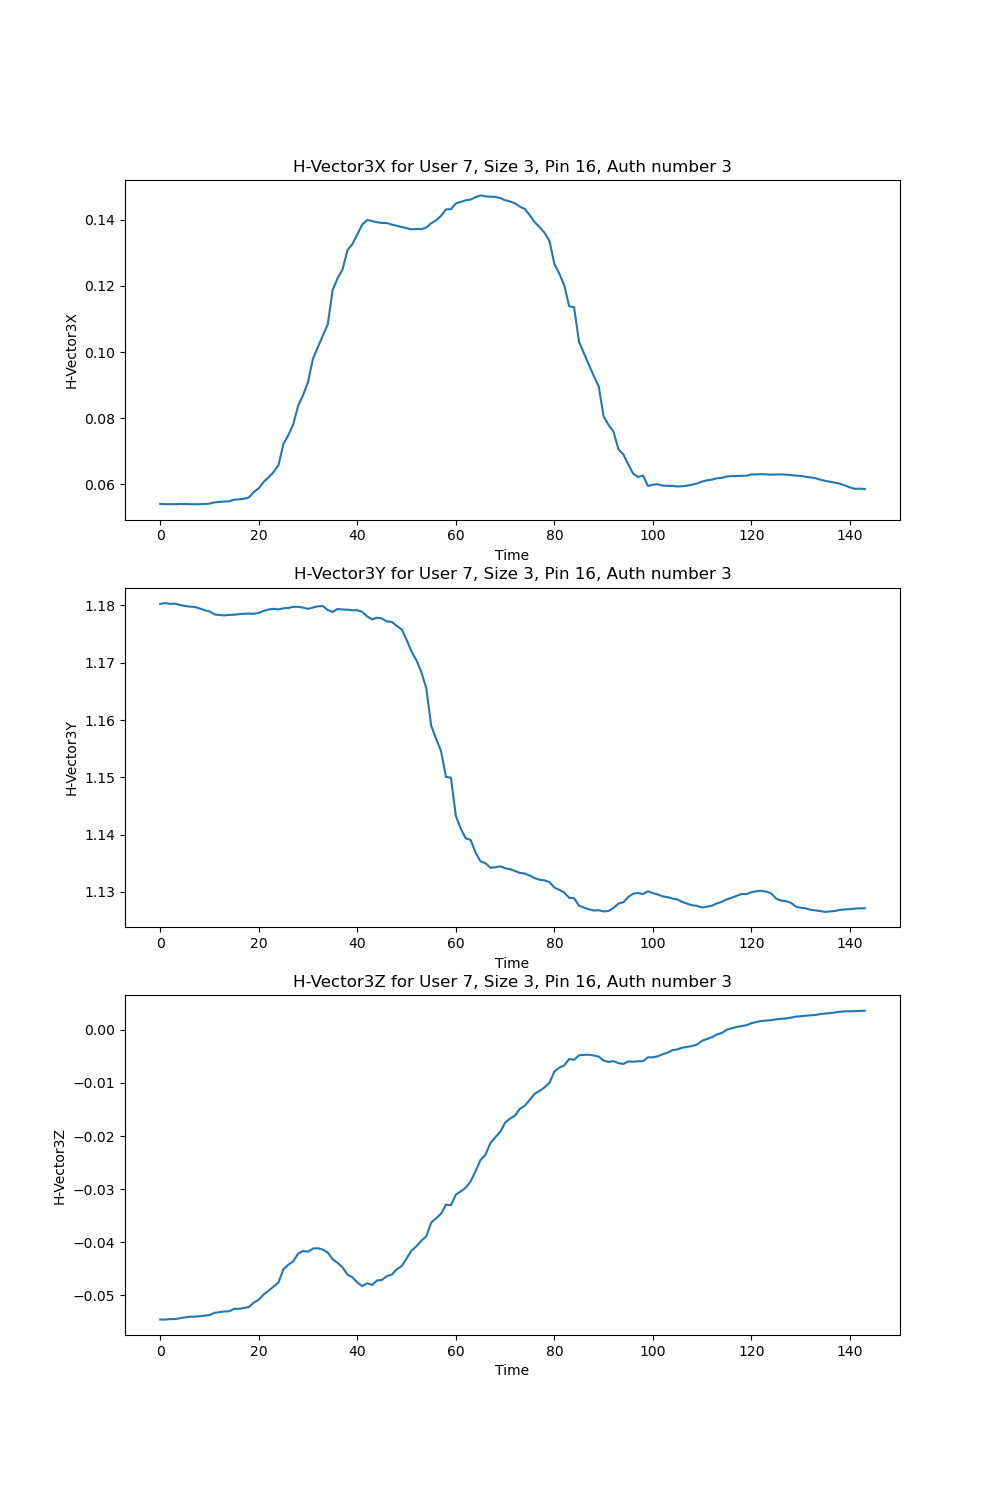 H-Vector3X for User 7, Size 3, Pin 16, Auth number 3
H-Vector3X
0.14
0.12
0.10
0.08
0.06
0 20 40 60 80 100 120 140
Time
H-Vector3Y for User 7, Size 3, Pin 16, Auth number 3
H-Vector3Y
1.18
1.17
1.16
1.15
1.14
1.13
0 20 40 60 80 100 120 140
Time
H-Vector3Z for User 7, Size 3, Pin 16, Auth number 3
H-Vector3Z
0.00
−0.01
−0.02
−0.03
−0.04
−0.05
0 20 40 60 80 100 120 140
Time